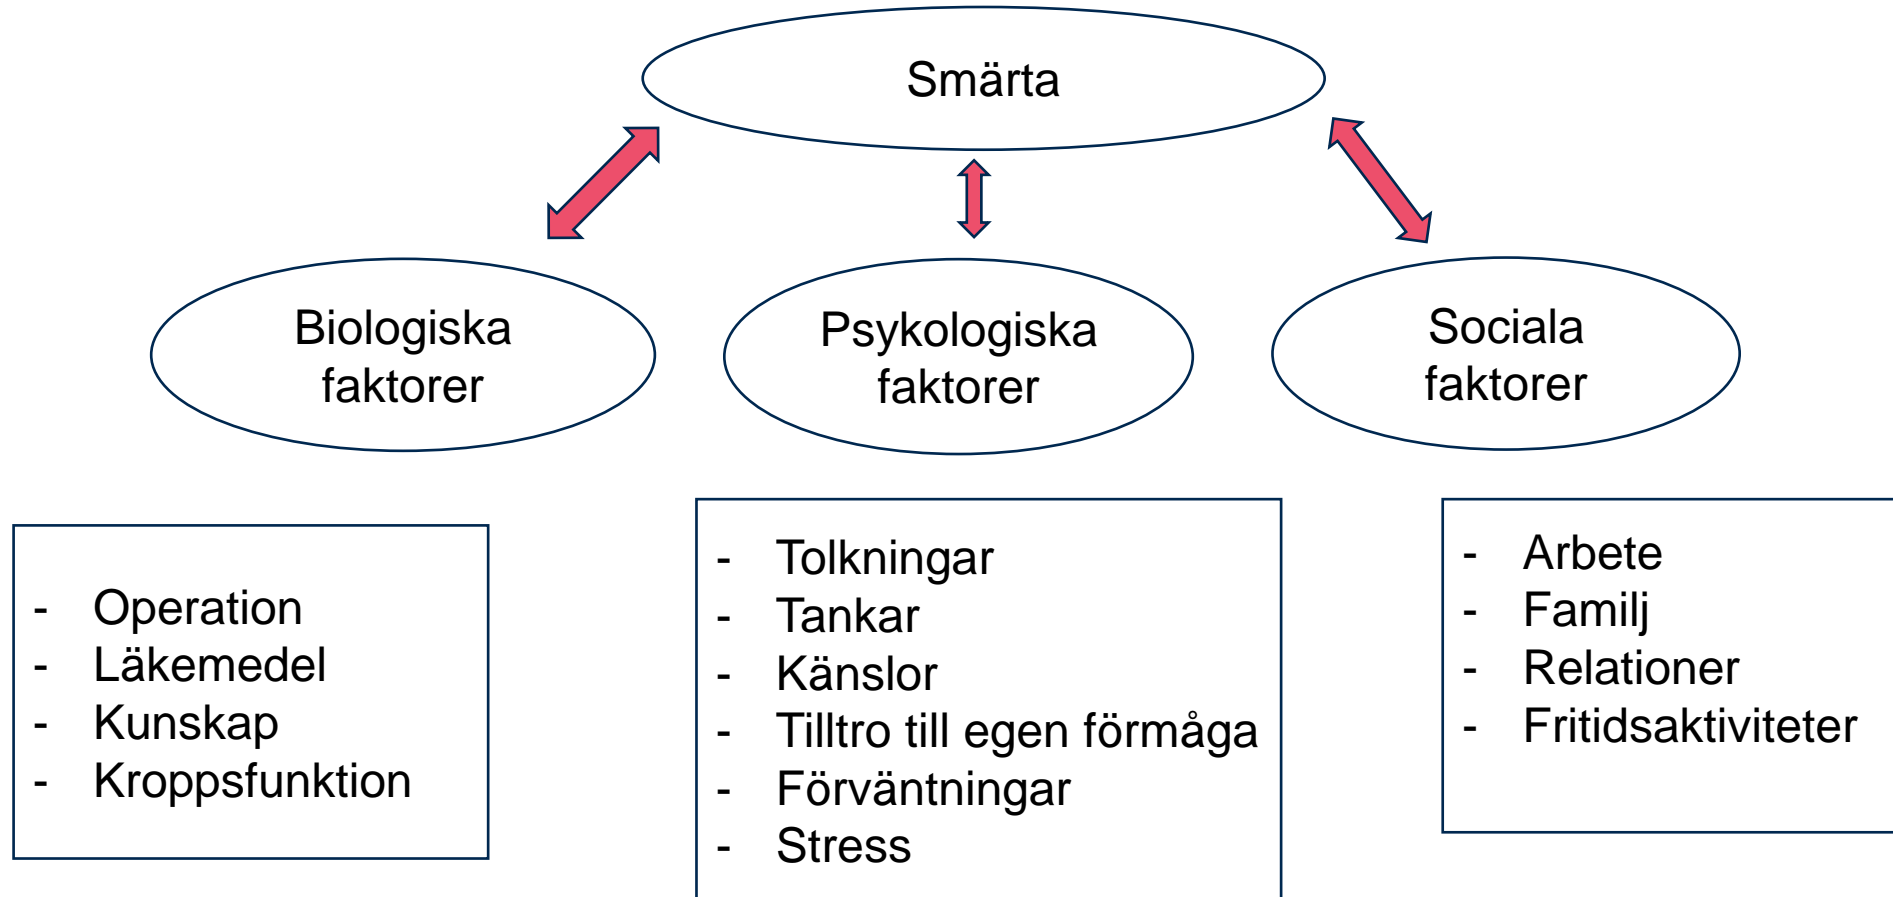 Smärta
Biologiska
faktorer
Psykologiska
faktorer
Sociala
faktorer
- Operation
- Läkemedel
- Kunskap
- Kroppsfunktion
- Tolkningar
- Tankar
- Känslor
- Tilltro till egen förmåga
- Förväntningar
- Stress
- Arbete
- Familj
- Relationer
- Fritidsaktiviteter